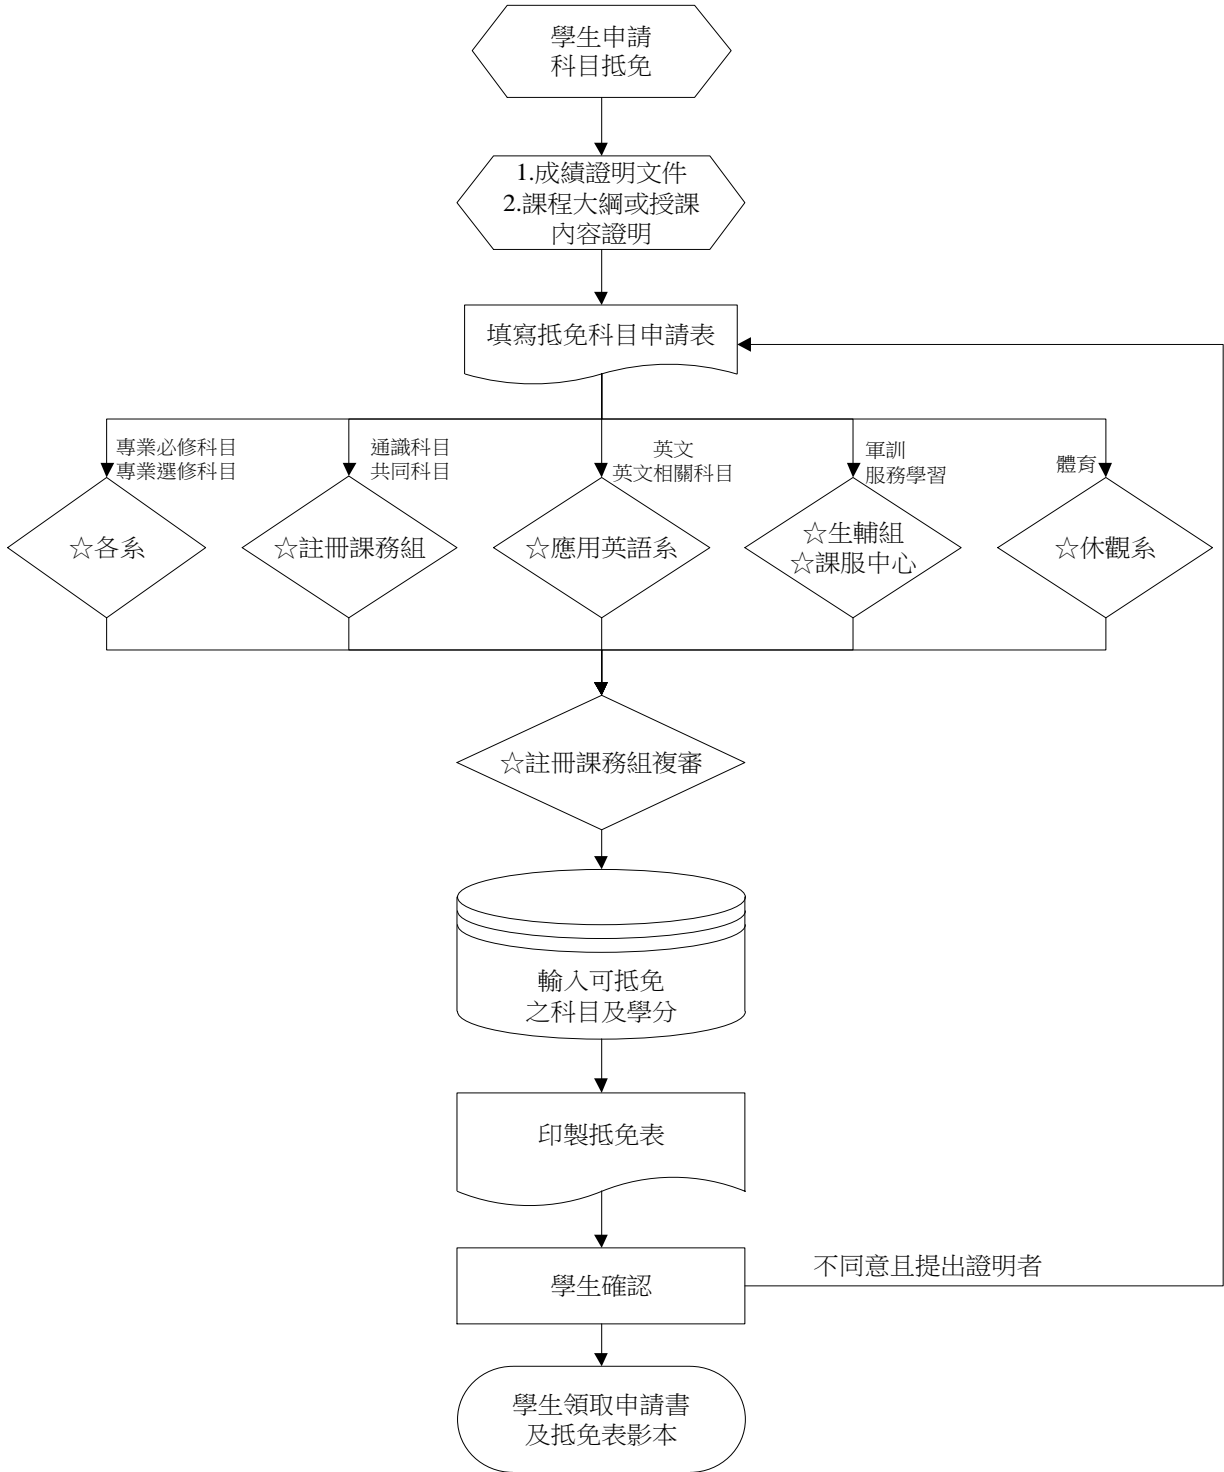 學生申請
科目抵免
1.成績證明文件
2.課程大綱或授課
內容證明
填寫抵免科目申請表
專業必修科目
專業選修科目
通識科目
共同科目
英文
英文相關科目
軍訓
服務學習
體育
☆各系
☆註冊課務組
☆應用英語系
☆生輔組
☆課服中心
☆休觀系
☆註冊課務組複審
輸入可抵免
之科目及學分
印製抵免表
學生確認
不同意且提出證明者
學生領取申請書
及抵免表影本